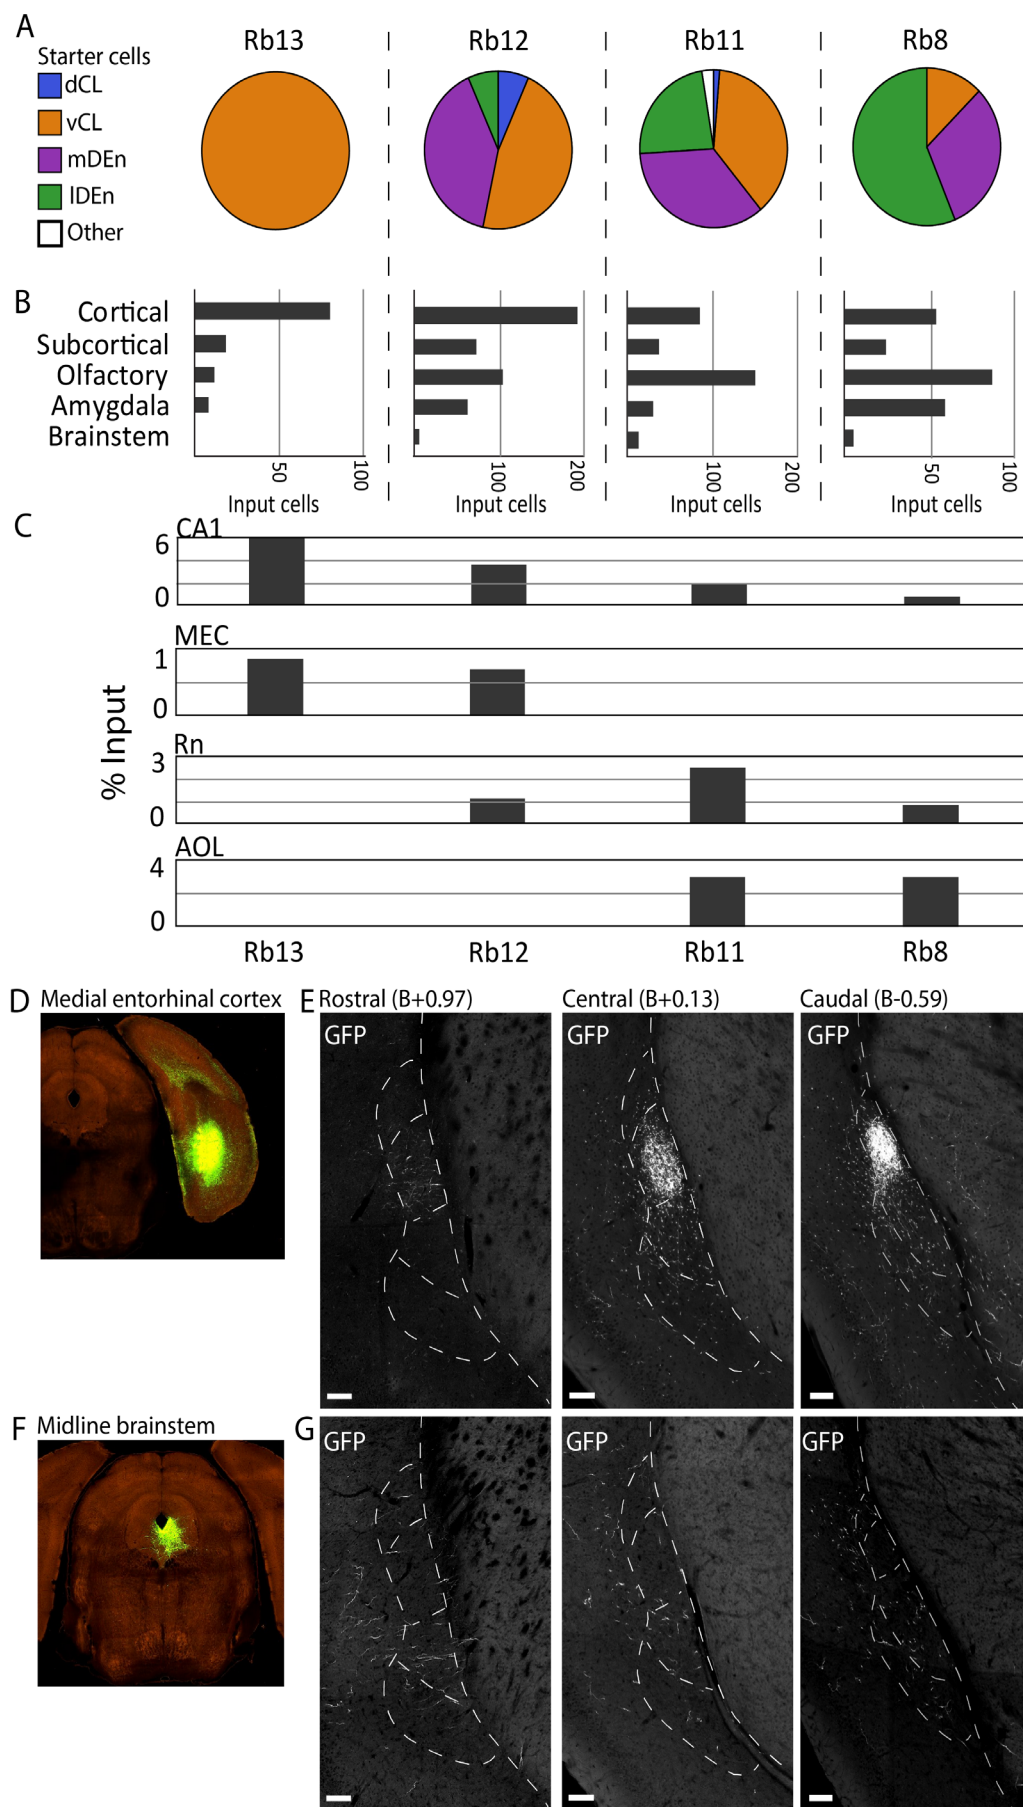 A
Rb13
Rb12
Rb11
Rb8
Starter cells
dCL
vCL
mDEn
lDEn
Other
B
Cortical
Subcortical
Olfactory
Amygdala
Brainstem
50
100
100
200
100
200
50
100
Input cells
Input cells
Input cells
Input cells
C
CA1
6
0
MEC
1
0
% Input
Rn
3
0
AOL
4
0
Rb13
Rb12
Rb11
Rb8
D Medial entorhinal cortex
E Rostral (B+0.97)
Central (B+0.13)
Caudal (B-0.59)
GFP
GFP
GFP
F Midline brainstem
G GFP
GFP
GFP